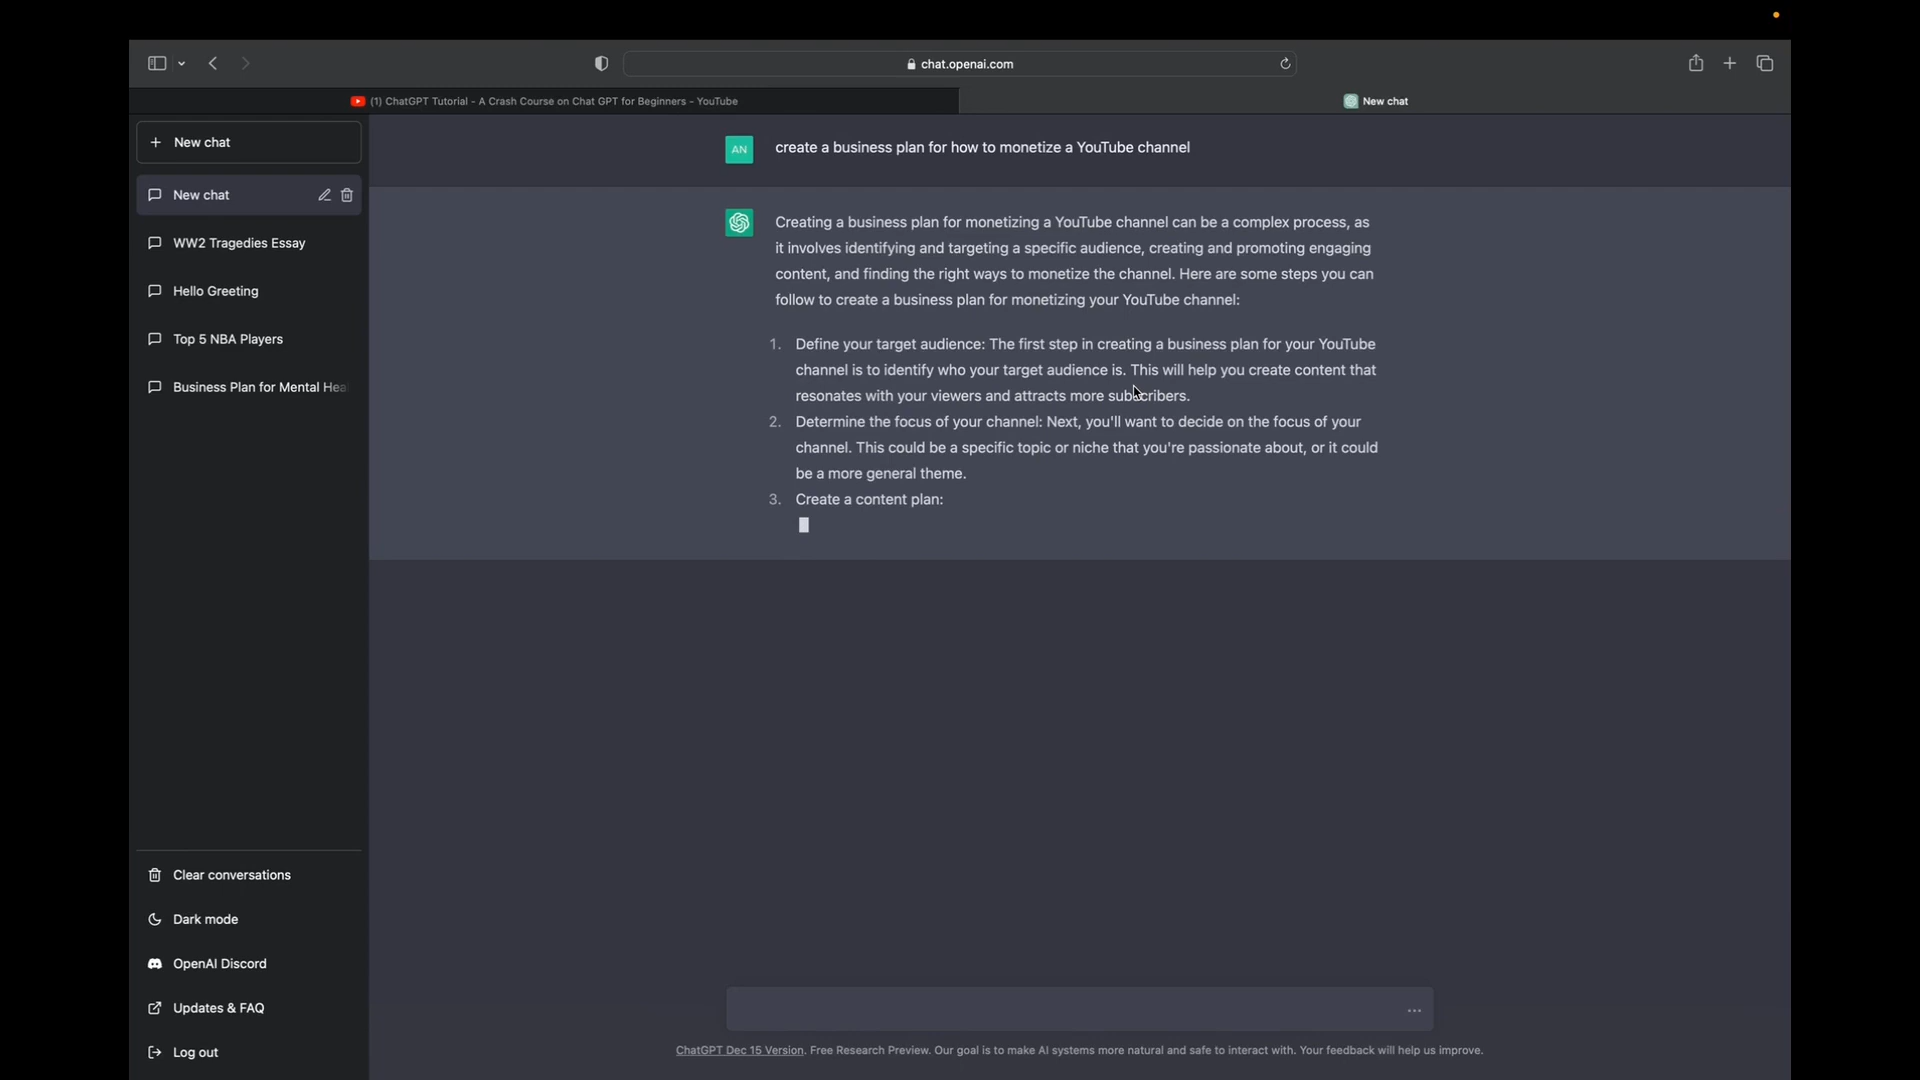 chat.openai.com
(1) ChatGPT Tutorial - A Crash Course on Chat GPT for Beginners - YouTube
New chat
New chat
New chat
WW2 Tragedies Essay
Hello Greeting
Top 5 NBA Players
Business Plan for Mental Hea
AN
create a business plan for how to monetize a YouTube channel
Creating a business plan for monetizing a YouTube channel can be a complex process, as
it involves identifying and targeting a specific audience, creating and promoting engaging
content, and finding the right ways to monetize the channel. Here are some steps you can
follow to create a business plan for monetizing your YouTube channel:
1. Define your target audience: The first step in creating a business plan for your YouTube
channel is to identify who your target audience is. This will help you create content that
resonates with your viewers and attracts more subscribers.
2. Determine the focus of your channel: Next, you'll want to decide on the focus of your
channel. This could be a specific topic or niche that you're passionate about, or it could
be a more general theme.
3. Create a content plan:
Clear conversations
Dark mode
OpenAI Discord
Updates & FAQ
Log out
...
ChatGPT Dec 15 Version. Free Research Preview. Our goal is to make AI systems more natural and safe to interact with. Your feedback will help us improve.